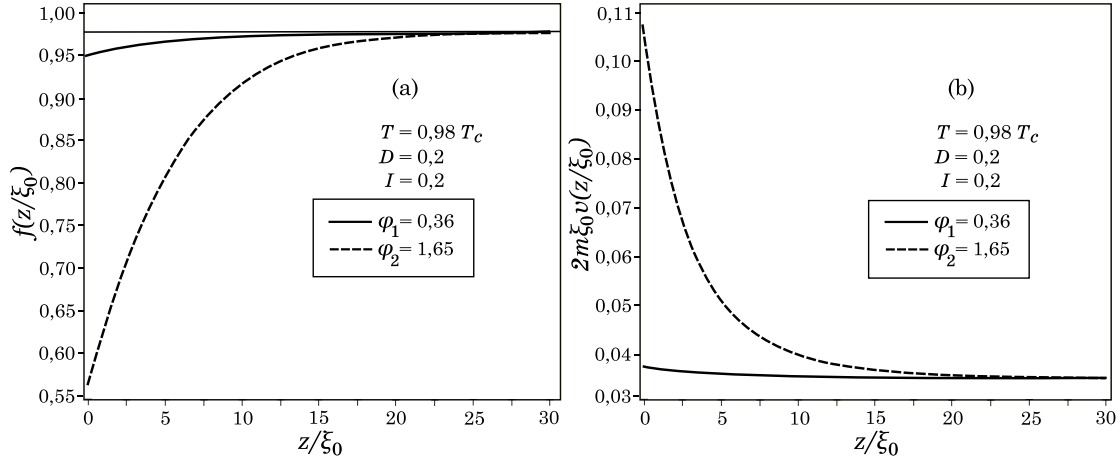 1,00
0,95
0,90
0,85
0,80
0,75
0,70
0,65
0,60
0,55
f(z/ξ₀)
(a)
T = 0,98 T_c
D = 0,2
I = 0,2
φ₁ = 0,36
φ₂ = 1,65
0 5 10 15 20 25 30
z/ξ₀
0,11
0,10
0,09
0,08
0,07
0,06
0,05
0,04
0,03
2mξ₀v(z/ξ₀)
(b)
T = 0,98 T_c
D = 0,2
I = 0,2
φ₁ = 0,36
φ₂ = 1,65
0 5 10 15 20 25 30
z/ξ₀